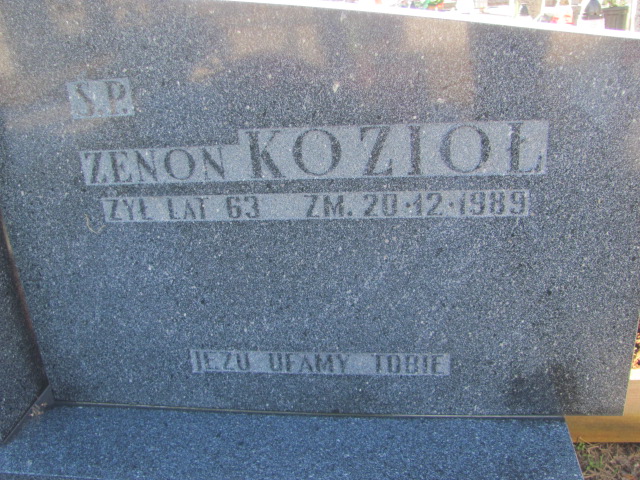 Ś.P.
ZENON KOZIOŁ
ŻYŁ LAT 63 ZM. 20·12·1989
JEZU UFAMY TOBIE